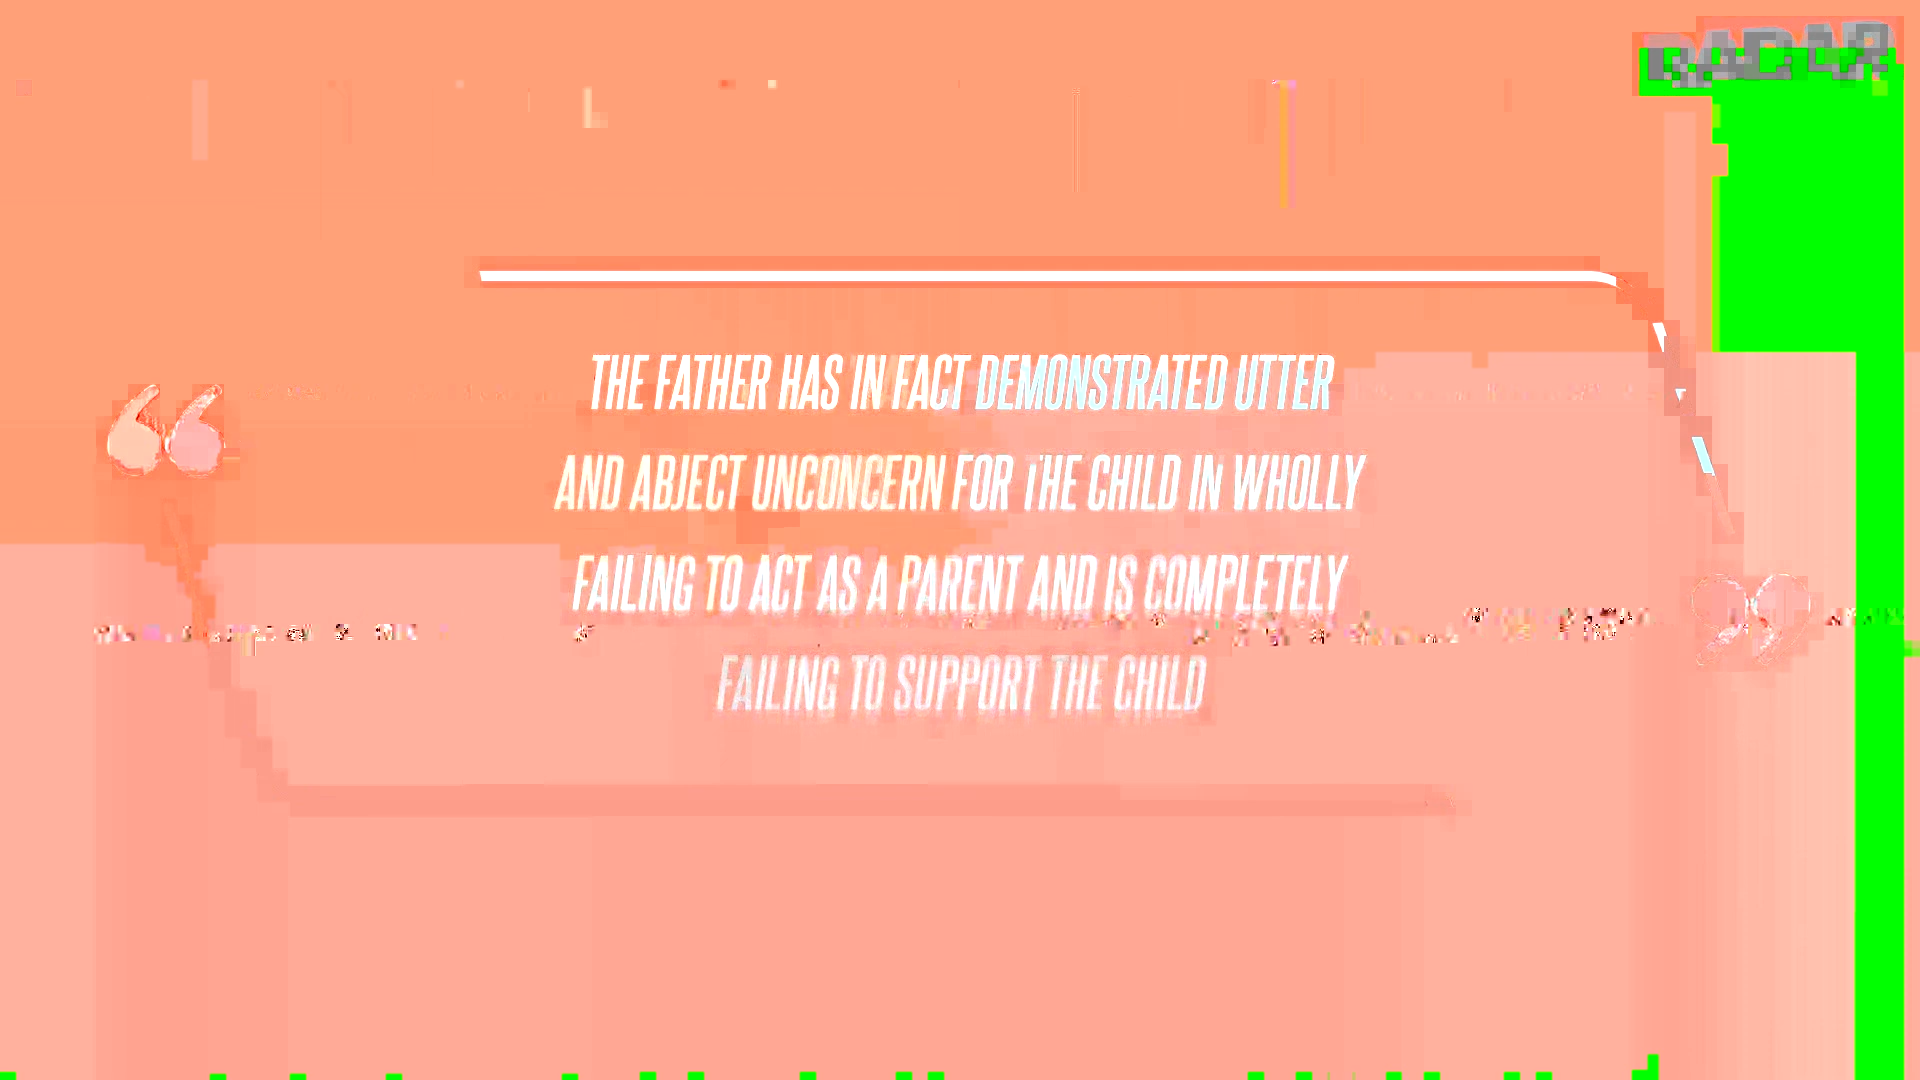 RADAR
THE FATHER HAS IN FACT DEMONSTRATED UTTER
AND ABJECT UNCONCERN FOR THE CHILD IN WHOLLY
FAILING TO ACT AS A PARENT AND IS COMPLETELY
FAILING TO SUPPORT THE CHILD